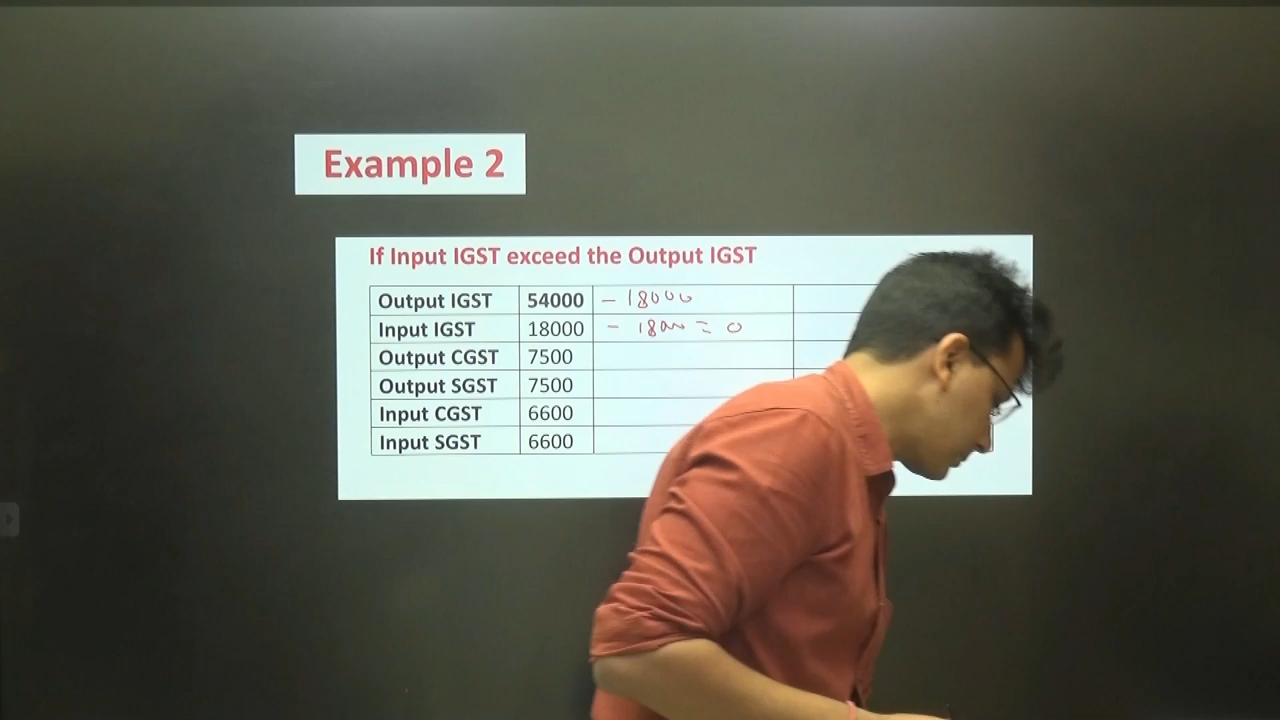 Example 2
If Input IGST exceed the Output IGST
Output IGST 54000 - 18000
Input IGST 18000 - 18000 = 0
Output CGST 7500
Output SGST 7500
Input CGST 6600
Input SGST 6600